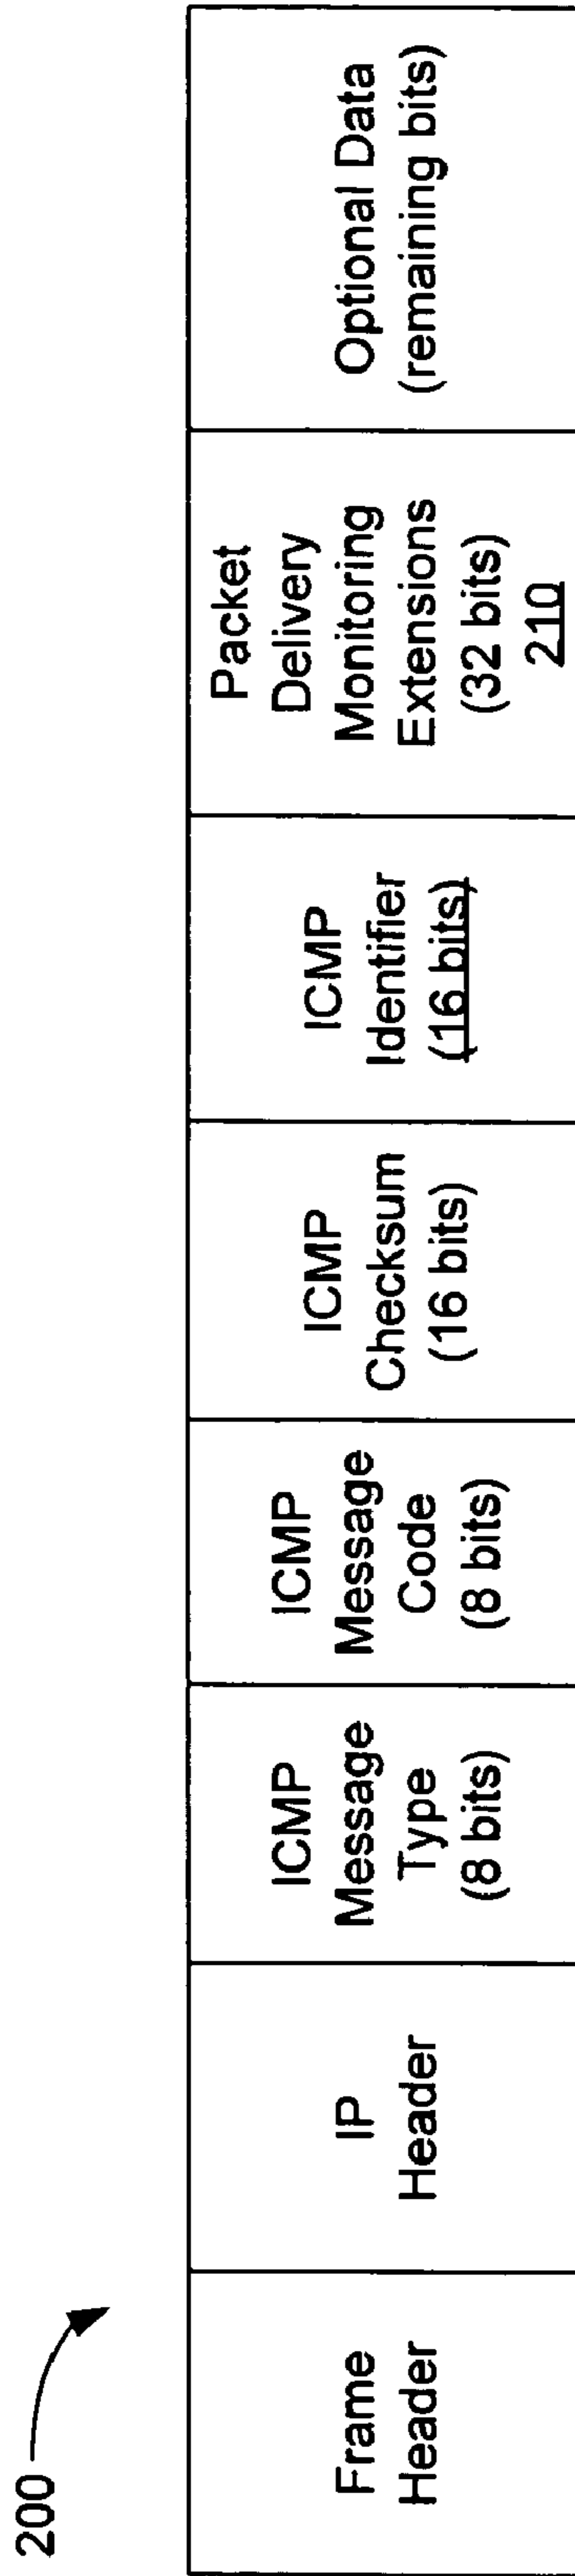 200
Frame
Header
IP
Header
ICMP
Message
Type
(8 bits)
ICMP
Message
Code
(8 bits)
ICMP
Checksum
(16 bits)
ICMP
Identifier
(16 bits)
Packet
Delivery
Monitoring
Extensions
(32 bits)
210
Optional Data
(remaining bits)